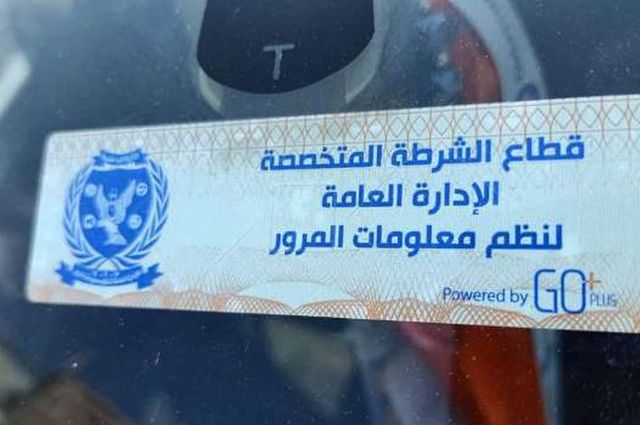 T
قطاع الشرطة المتخصصة
الإدارة العامة
لنظم معلومات المرور
Powered by GO+ PLUS